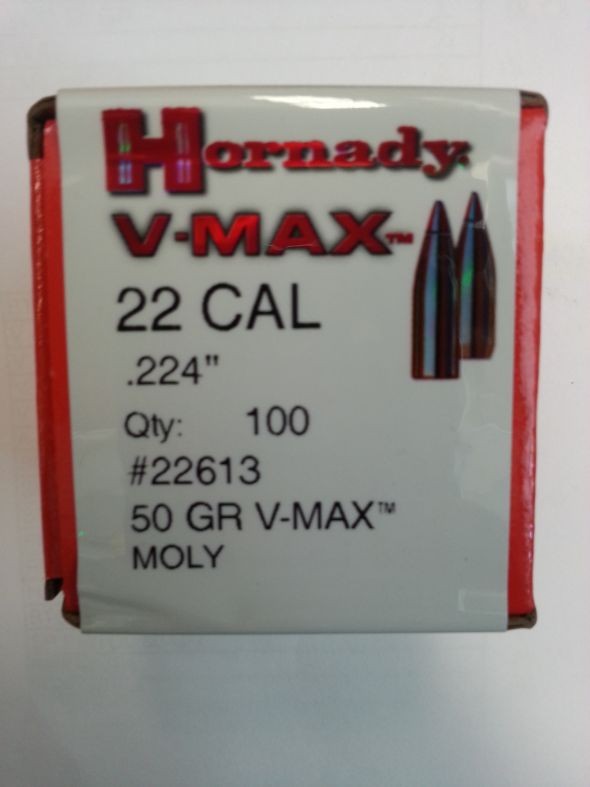 Hornady
V-MAX™
22 CAL
.224"
Qty: 100
#22613
50 GR V-MAX™
MOLY